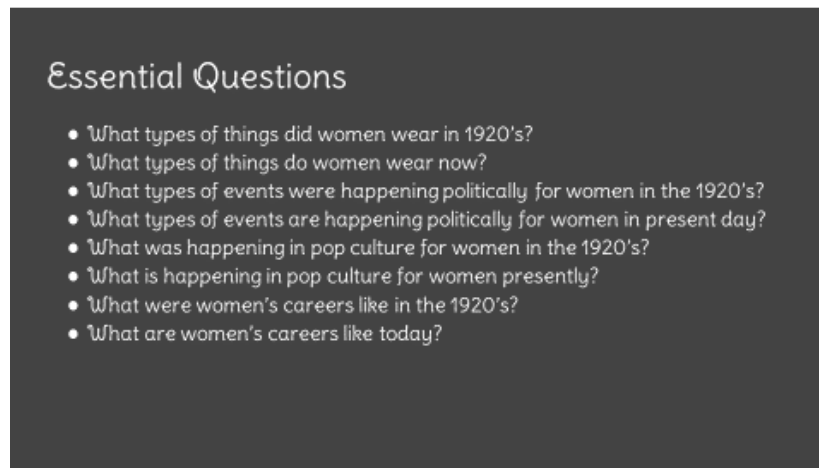 Essential Questions
● What types of things did women wear in 1920's?
● What types of things do women wear now?
● What types of events were happening politically for women in the 1920's?
● What types of events are happening politically for women in present day?
● What was happening in pop culture for women in the 1920's?
● What is happening in pop culture for women presently?
● What were women's careers like in the 1920's?
● What are women's careers like today?